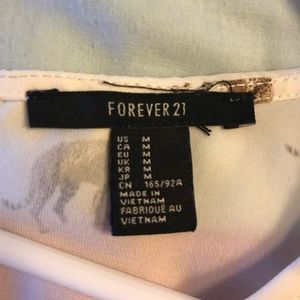 FOREVER 21
US M
CA M
EU M
UK M
KR M
JP M
CN 165/92A
MADE IN
VIETNAM
FABRIQUÉ AU
VIETNAM